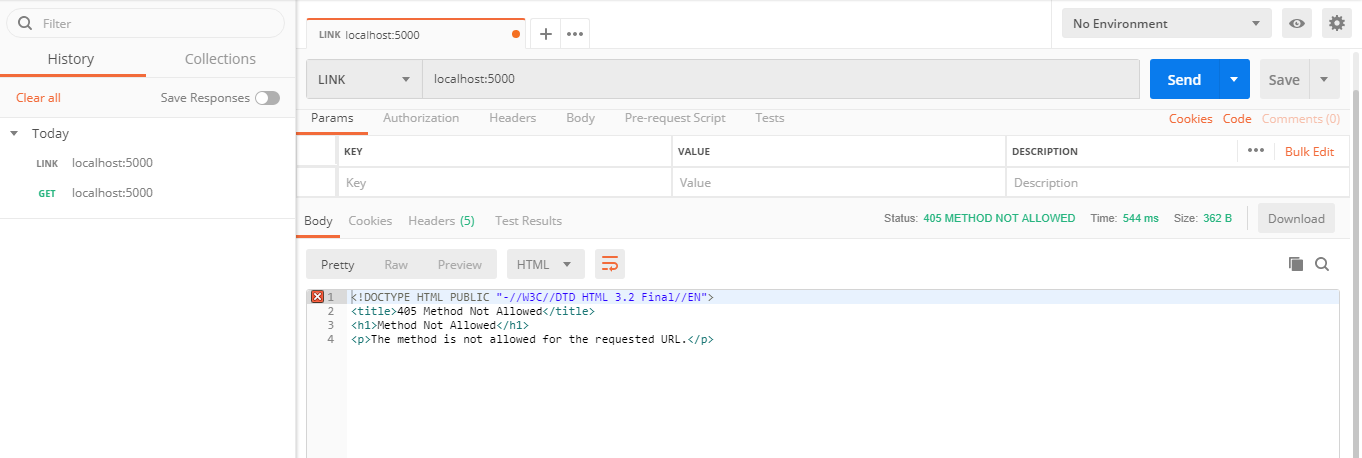 Filter
History Collections
Clear all Save Responses
Today
LINK localhost:5000
GET localhost:5000
LINK localhost:5000
No Environment
LINK localhost:5000 Send Save
Params Authorization Headers Body Pre-request Script Tests Cookies Code Comments (0)
KEY VALUE DESCRIPTION Bulk Edit
Key Value Description
Body Cookies Headers (5) Test Results Status: 405 METHOD NOT ALLOWED Time: 544 ms Size: 362 B Download
Pretty Raw Preview HTML
1 <!DOCTYPE HTML PUBLIC "-//W3C//DTD HTML 3.2 Final//EN">
2 <title>405 Method Not Allowed</title>
3 <h1>Method Not Allowed</h1>
4 <p>The method is not allowed for the requested URL.</p>